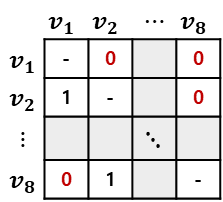 v₁ v₂ ⋯ v₈
v₁ - 0 0
v₂ 1 - 0
⋮ ⋱
v₈ 0 1 -